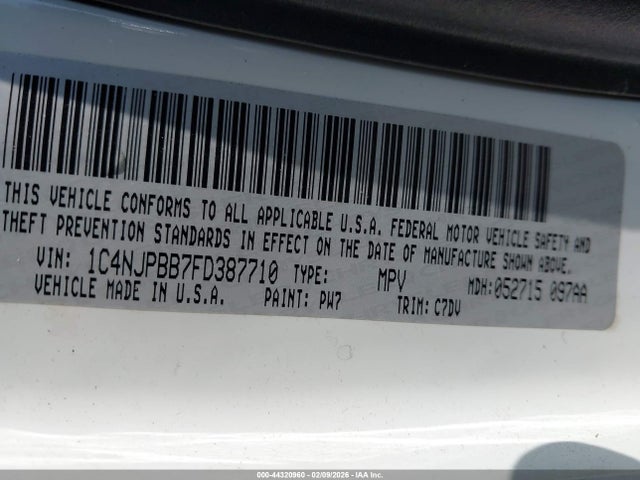 THIS VEHICLE CONFORMS TO ALL APPLICABLE U.S.A. FEDERAL MOTOR VEHICLE SAFETY AND
THEFT PREVENTION STANDARDS IN EFFECT ON THE DATE OF MANUFACTURE SHOWN ABOVE.
VIN: 1C4NJPBB7FD387710 TYPE: MPV MDH:052715 097AA
VEHICLE MADE IN U.S.A. PAINT: PW7 TRIM: C7DV
000-44320960 - 02/09/2026 - IAA Inc.